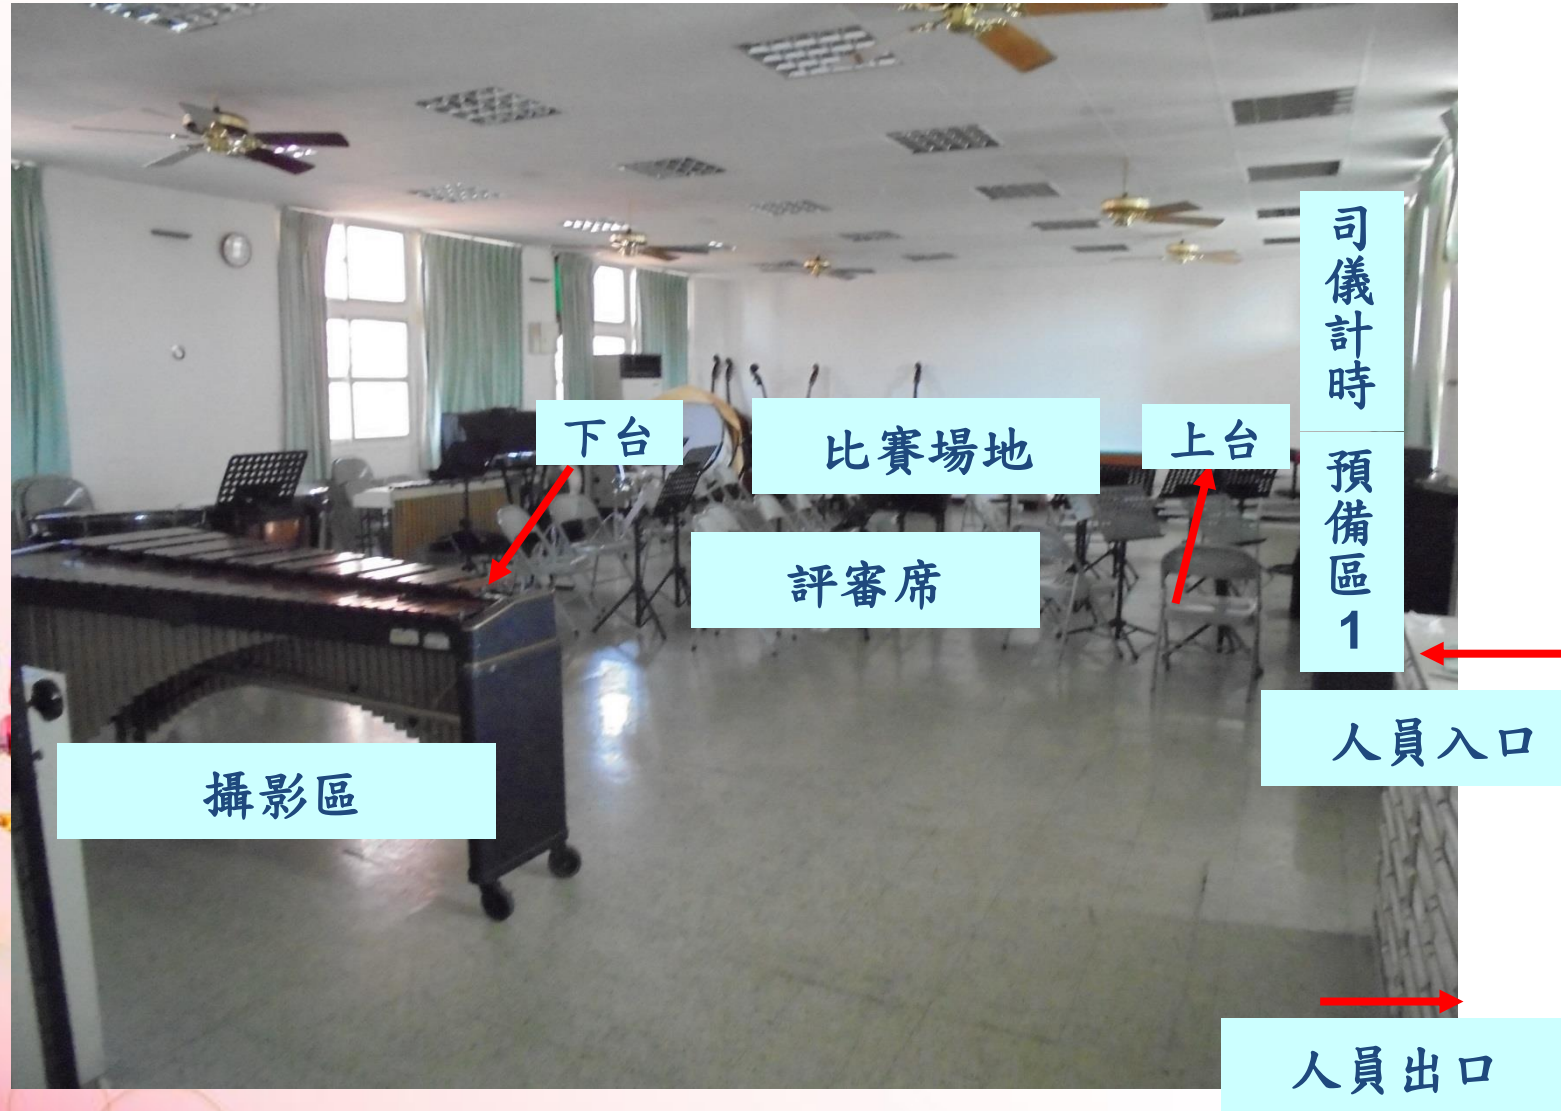 司儀計時
下台
比賽場地
上台
預備區1
評審席
人員入口
攝影區
人員出口